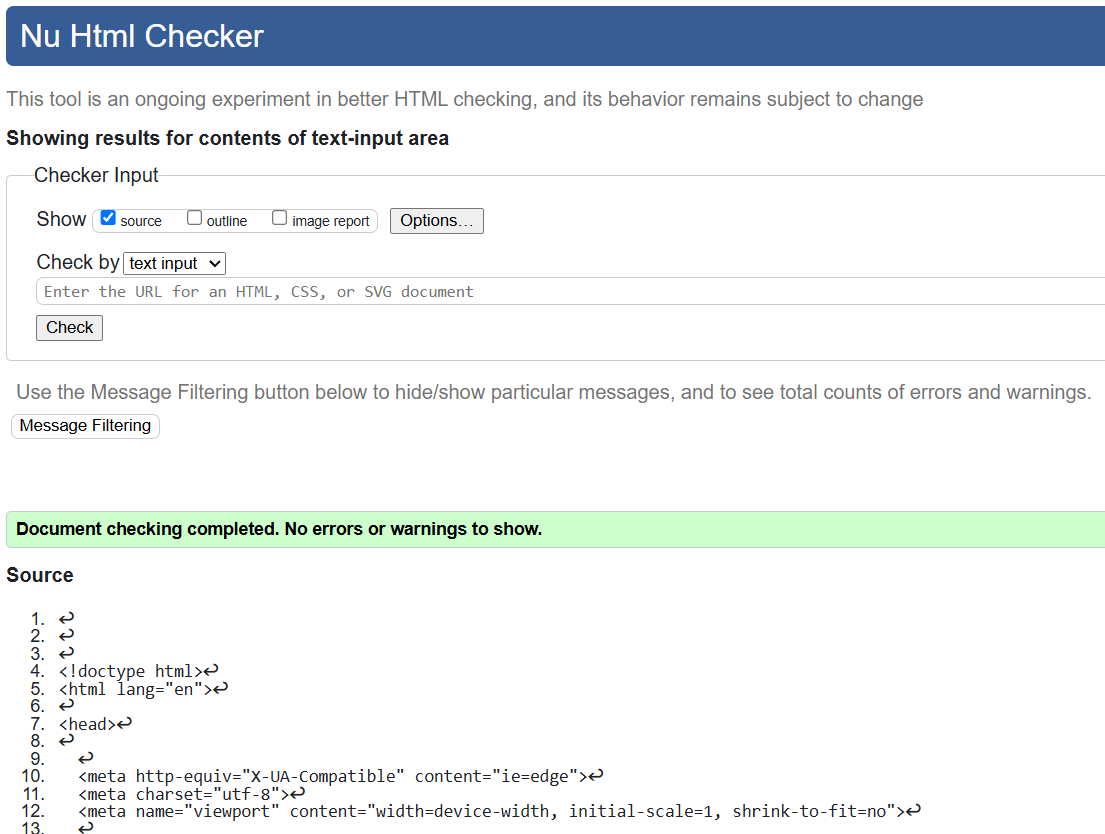 Nu Html Checker
This tool is an ongoing experiment in better HTML checking, and its behavior remains subject to change
Showing results for contents of text-input area
Checker Input
Show source outline image report Options...
Check by text input
Enter the URL for an HTML, CSS, or SVG document
Check
Use the Message Filtering button below to hide/show particular messages, and to see total counts of errors and warnings.
Message Filtering
Document checking completed. No errors or warnings to show.
Source
1. ↩
2. ↩
3. ↩
4. <!doctype html>↩
5. <html lang="en">↩
6. ↩
7. <head>↩
8. ↩
9. ↩
10. <meta http-equiv="X-UA-Compatible" content="ie=edge">↩
11. <meta charset="utf-8">↩
12. <meta name="viewport" content="width=device-width, initial-scale=1, shrink-to-fit=no">↩
13. ↩